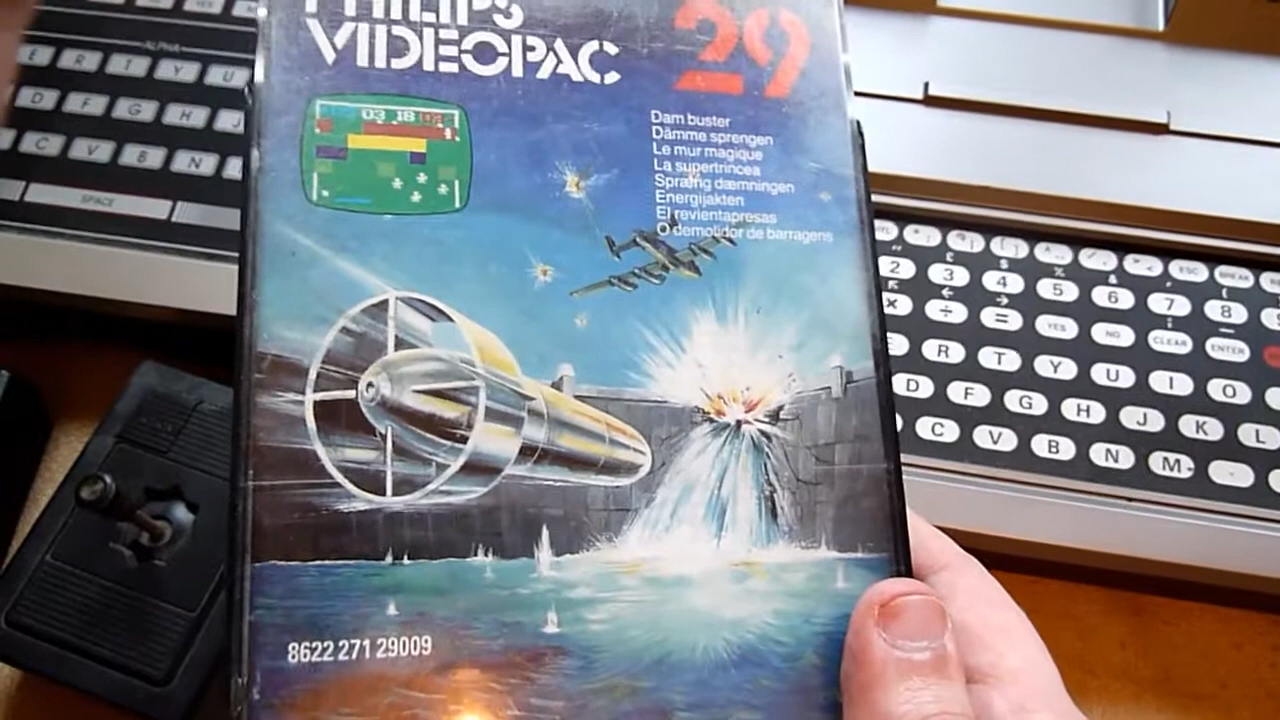 PHILIPS
VIDEOPAC
29
03 18
Dam buster
Dämme sprengen
Le mur magique
La supertrincea
Spræng dæmningen
Energijakten
El revientapresas
O demolidor de barragens
8622 271 29009
ALPHA
E R T Y U
D F G H J
C V B N
SPACE
ESC BREAK
2 3 4 5 6 7 8
× ÷ = YES NO CLEAR ENTER
R T Y U I O
D F G H J K L
C V B N M